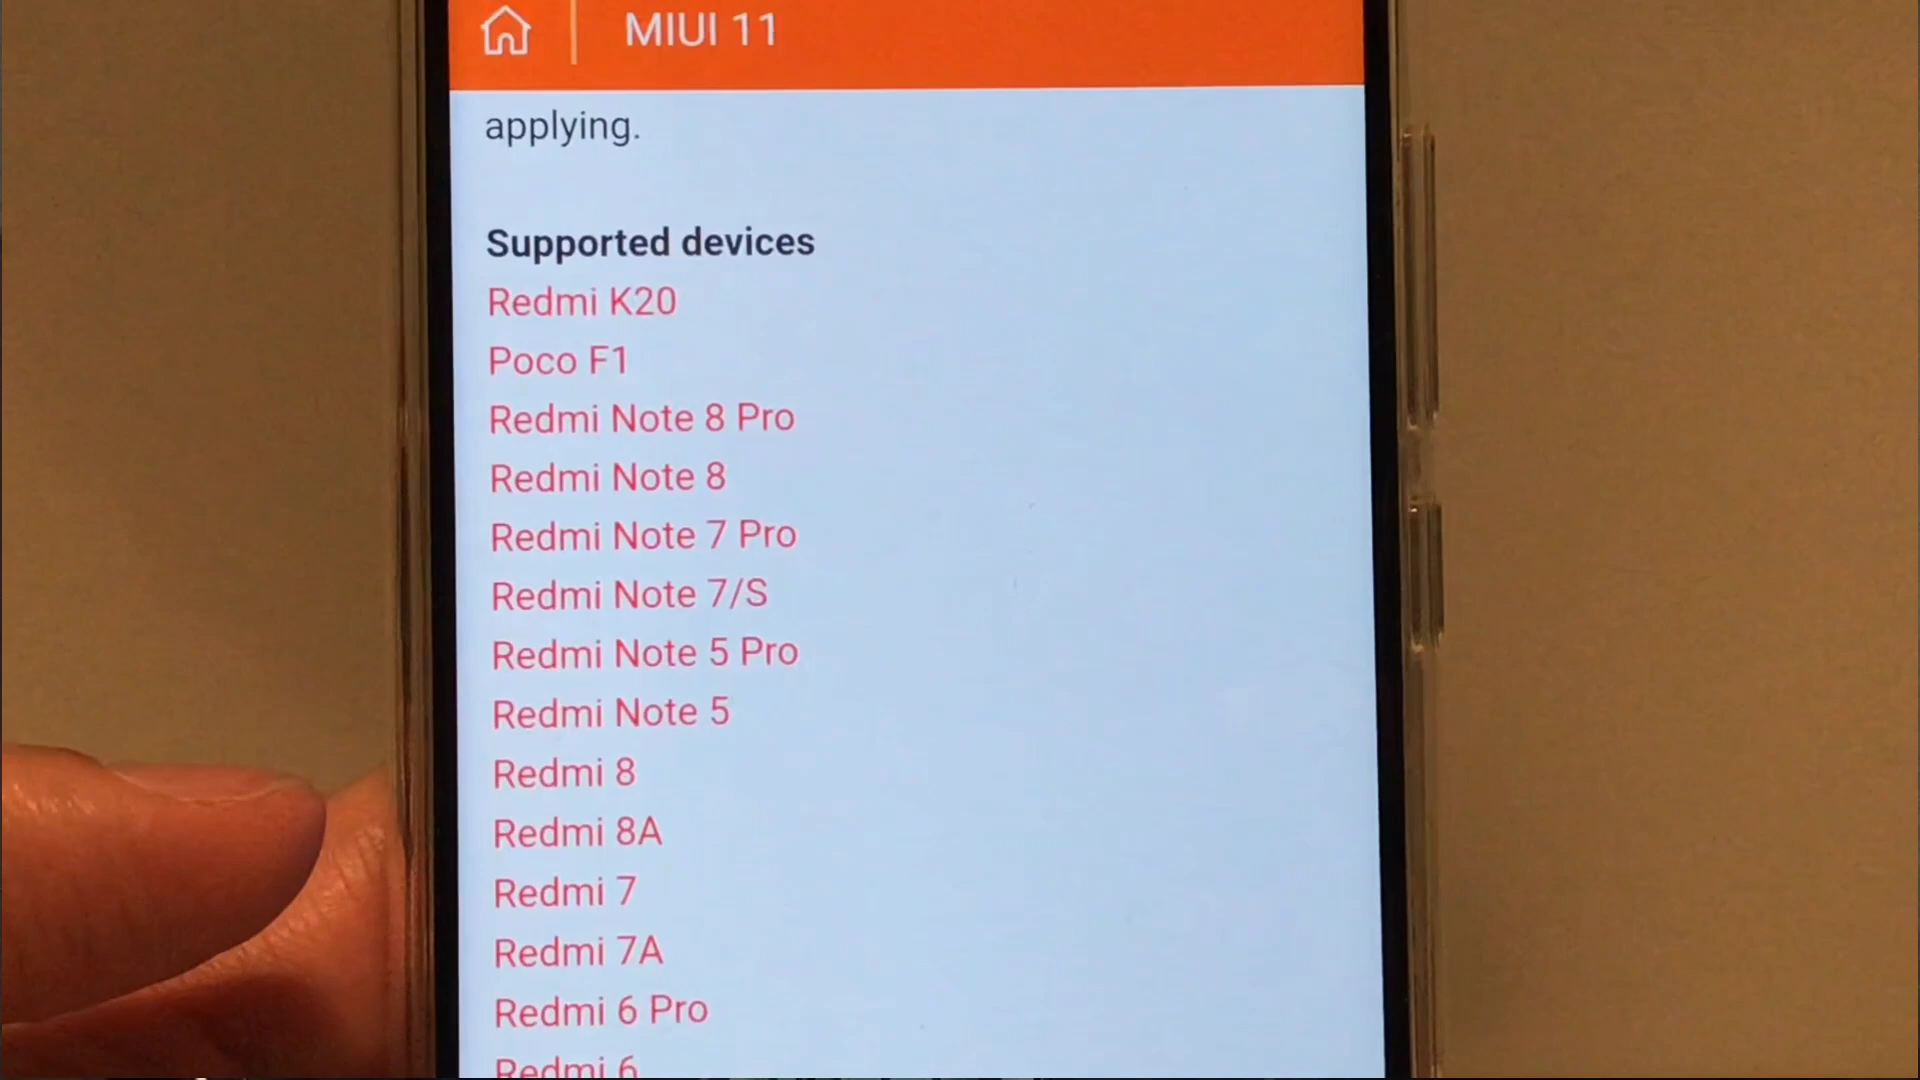 MIUI 11
applying.
Supported devices
Redmi K20
Poco F1
Redmi Note 8 Pro
Redmi Note 8
Redmi Note 7 Pro
Redmi Note 7/S
Redmi Note 5 Pro
Redmi Note 5
Redmi 8
Redmi 8A
Redmi 7
Redmi 7A
Redmi 6 Pro
Redmi 6